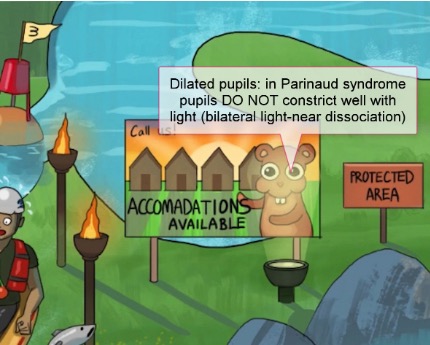 3
Dilated pupils: in Parinaud syndrome
pupils DO NOT constrict well with
light (bilateral light-near dissociation)
Call us!
ACCOMADATIONS
AVAILABLE
PROTECTED
AREA